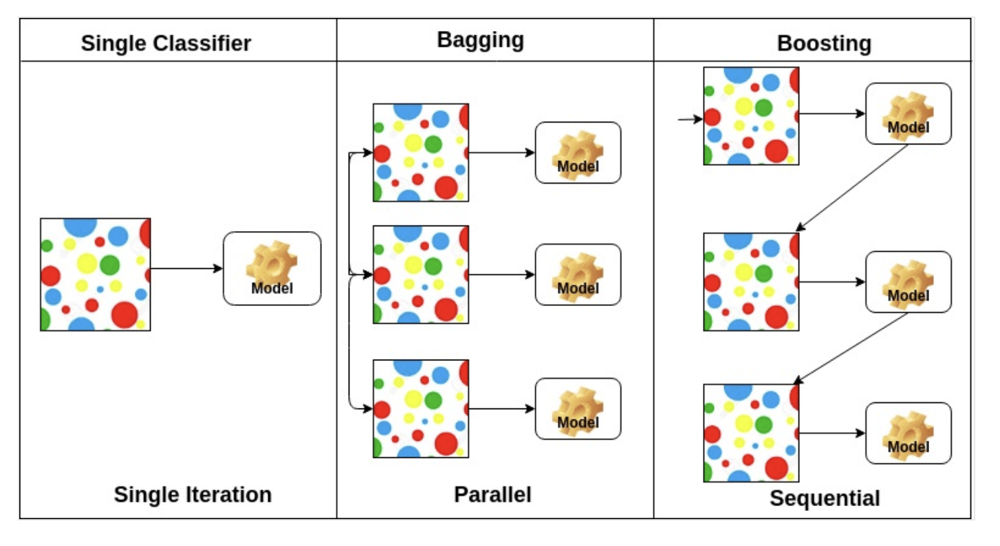 Single Classifier
Bagging
Boosting
Model
Model
Model
Model
Model
Model
Model
Single Iteration
Parallel
Sequential